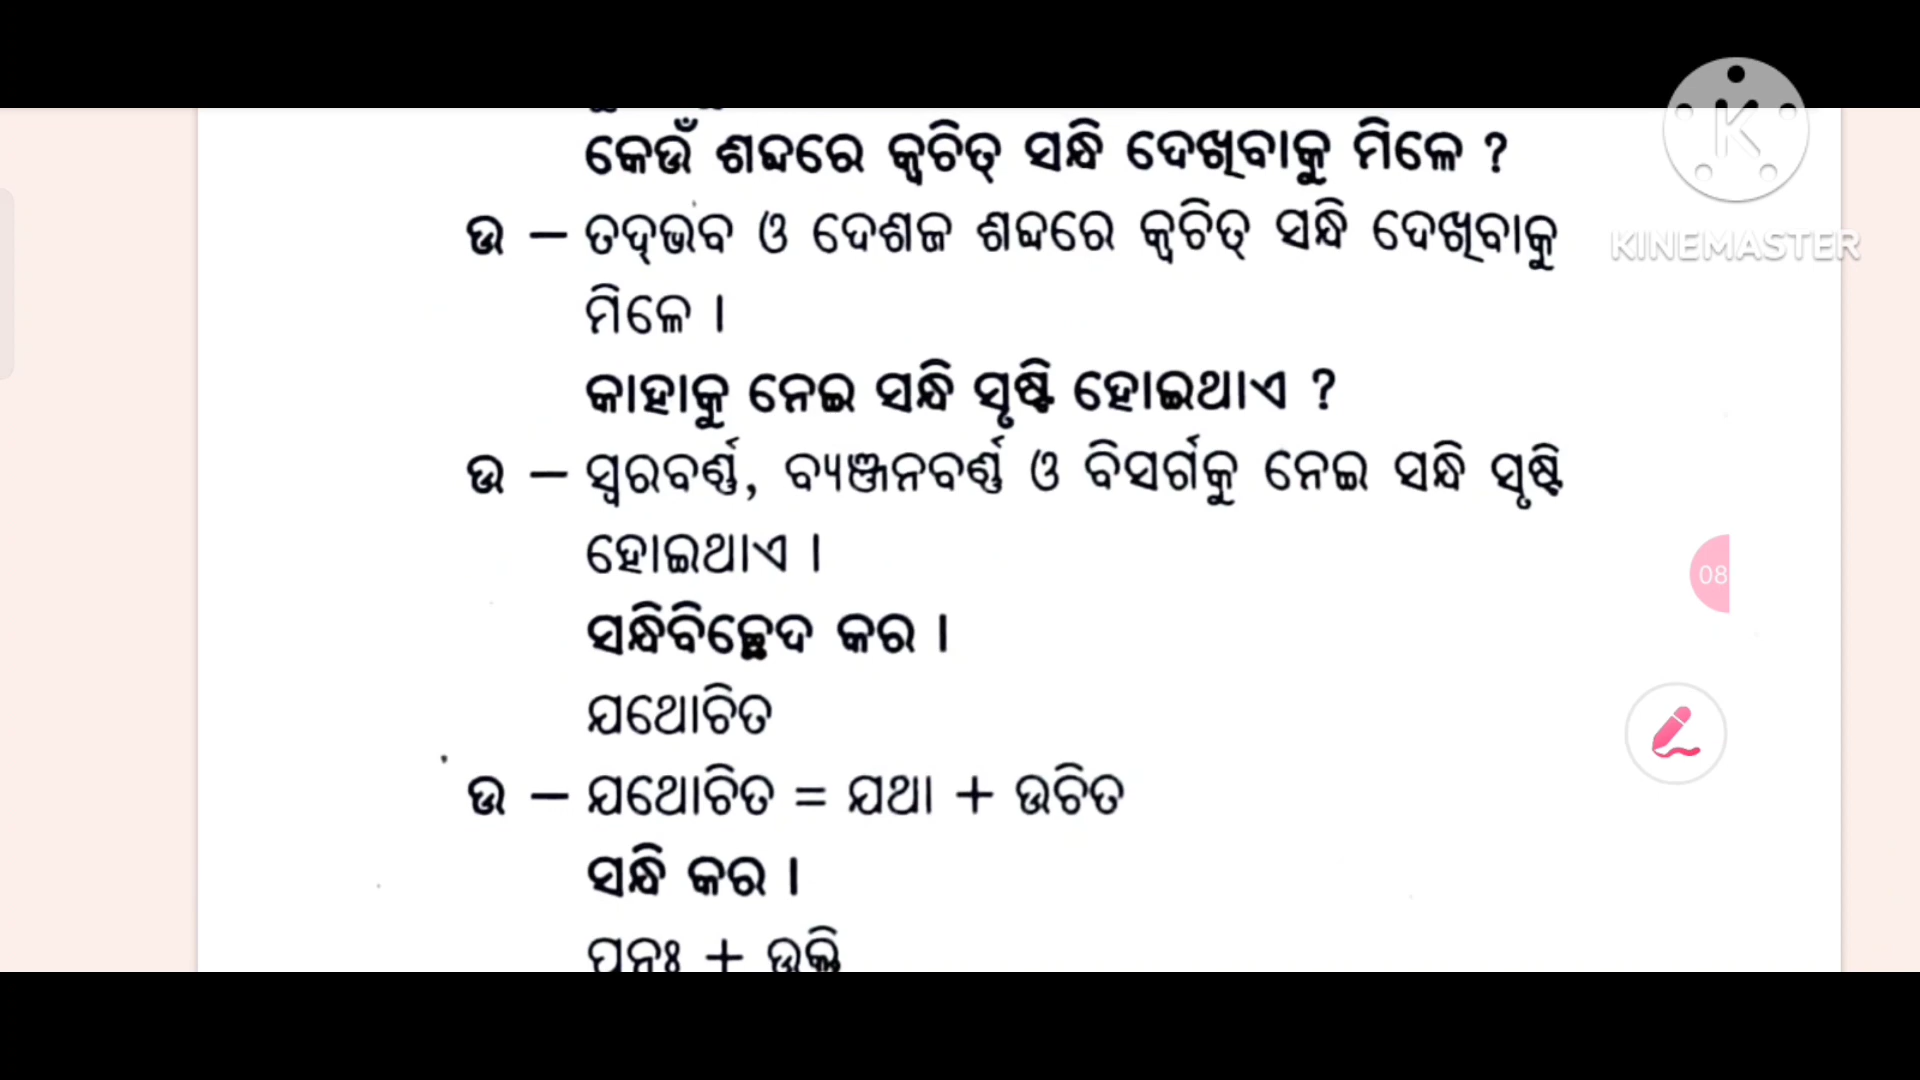 କେଉଁ ଶବ୍ଦରେ କ୍ୱଚିତ୍ ସନ୍ଧି ଦେଖିବାକୁ ମିଳେ ?
ଉ – ତଦ୍‌ଭବ ଓ ଦେଶଜ ଶବ୍ଦରେ କ୍ୱଚିତ୍ ସନ୍ଧି ଦେଖିବାକୁ
ମିଳେ ।
କାହାକୁ ନେଇ ସନ୍ଧି ସୃଷ୍ଟି ହୋଇଥାଏ ?
ଉ – ସ୍ୱରବର୍ଣ୍ଣ, ବ୍ୟଞ୍ଜନବର୍ଣ୍ଣ ଓ ବିସର୍ଗକୁ ନେଇ ସନ୍ଧି ସୃଷ୍ଟି
ହୋଇଥାଏ ।
ସନ୍ଧିବିଚ୍ଛେଦ କର ।
ଯଥୋଚିତ
ଉ – ଯଥୋଚିତ = ଯଥା + ଉଚିତ
ସନ୍ଧି କର ।
+ ଉକ୍ତି
K
KINEMASTER
08